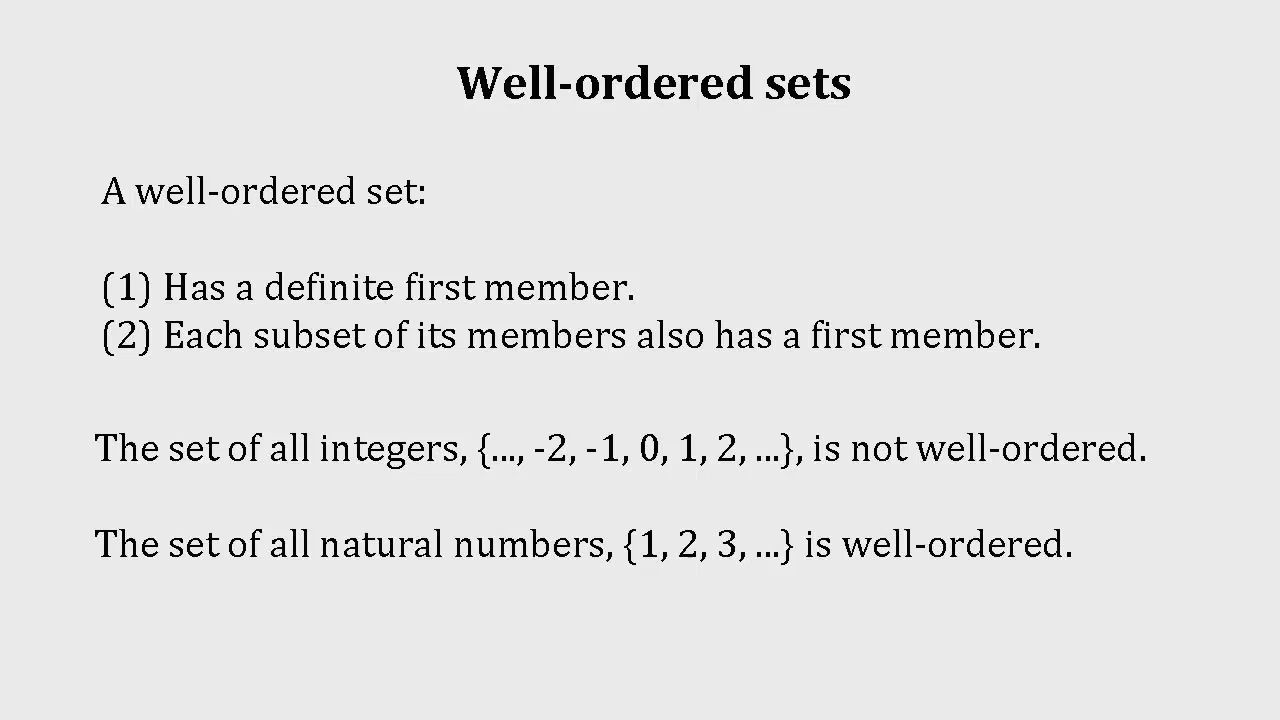 Well-ordered sets
A well-ordered set:
(1) Has a definite first member.
(2) Each subset of its members also has a first member.
The set of all integers, {..., -2, -1, 0, 1, 2, ...}, is not well-ordered.
The set of all natural numbers, {1, 2, 3, ...} is well-ordered.